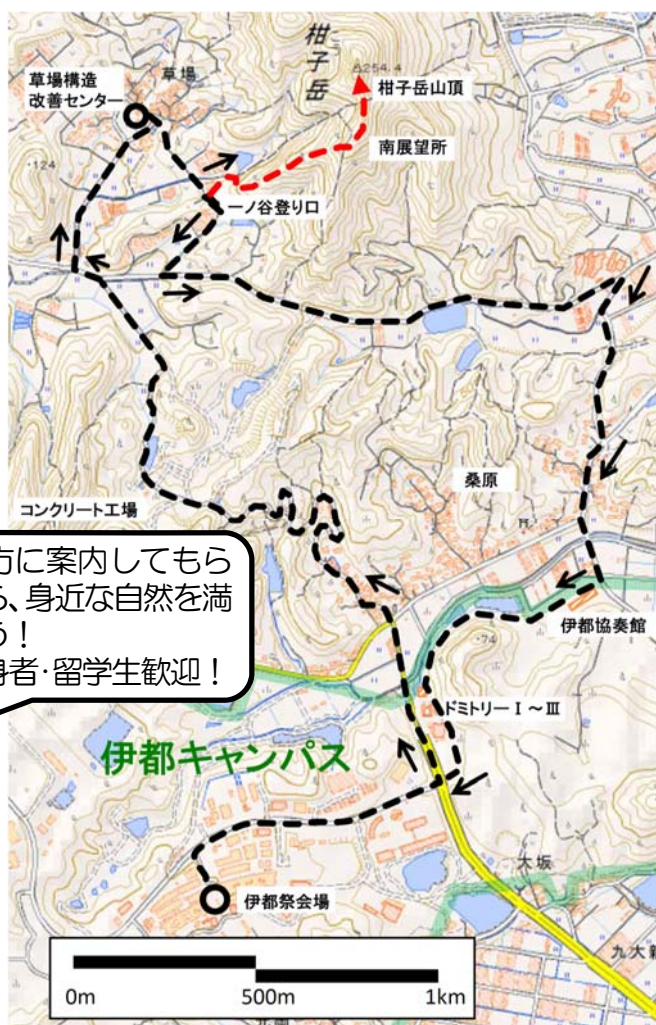 柑子岳
254.4
柑子岳山頂
草場構造
改善センター
草場
南展望所
・124
一ノ谷登り口
桑原
コンクリート工場
方に案内してもら
ら、身近な自然を満
う！
身者・留学生歓迎！
伊都協奏館
・74
ドミトリーⅠ～Ⅲ
伊都キャンパス
大坂
伊都祭会場
九大新
0m
500m
1km